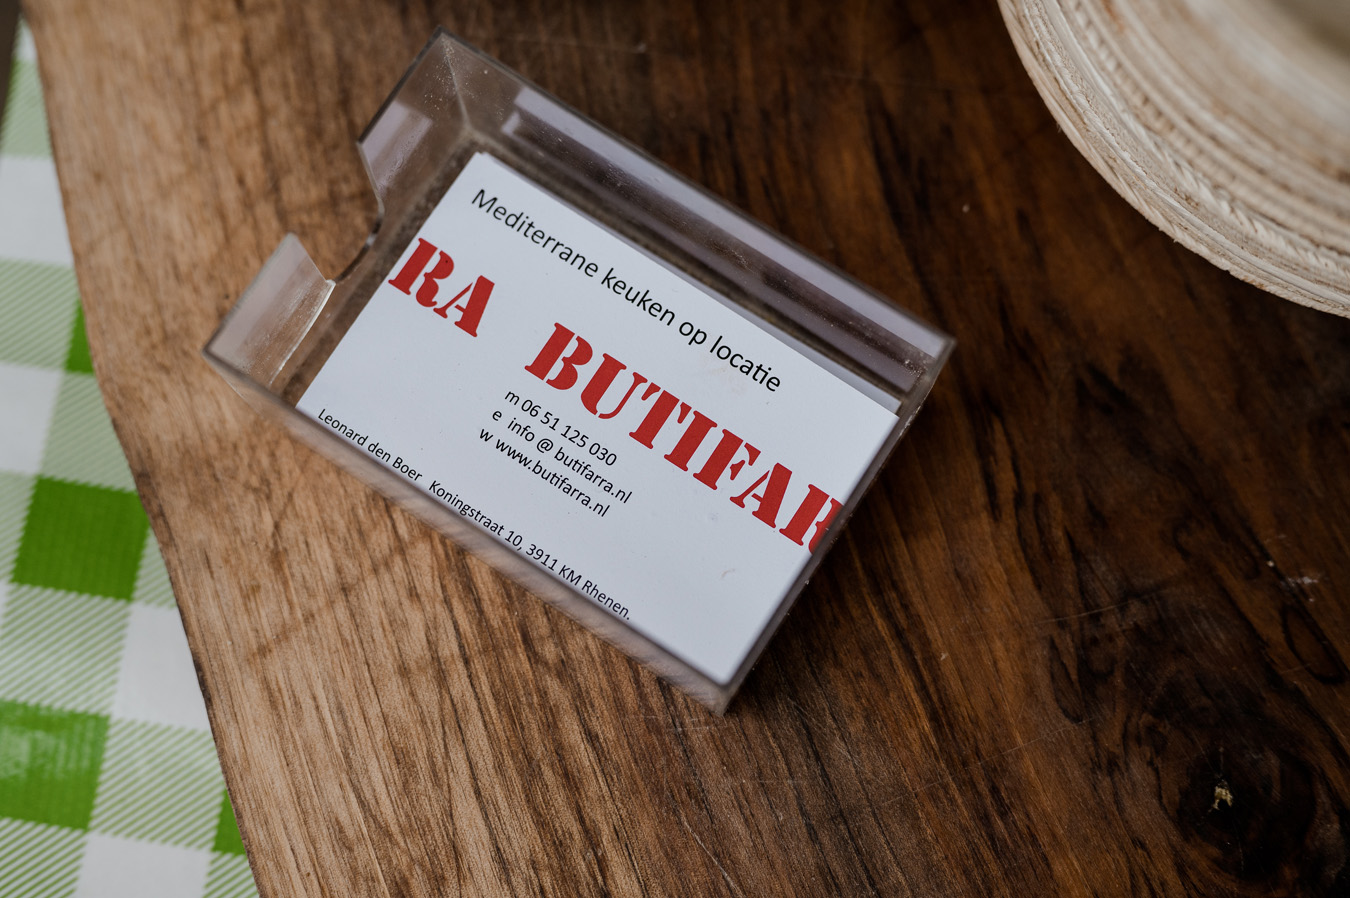 Mediterrane keuken op locatie
RA BUTIFAR
m 06 51 125 030
e info @ butifarra.nl
w www.butifarra.nl
Leonard den Boer Koningstraat 10, 3911 KM Rhenen.